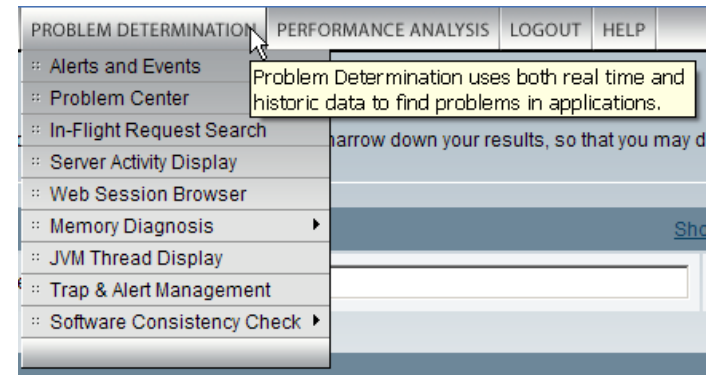 PROBLEM DETERMINATION PERFORMANCE ANALYSIS LOGOUT HELP
Alerts and Events
Problem Determination uses both real time and
historic data to find problems in applications.
Problem Center
In-Flight Request Search
narrow down your results, so that you may
Server Activity Display
Web Session Browser
Memory Diagnosis
JVM Thread Display
Trap & Alert Management
Software Consistency Check